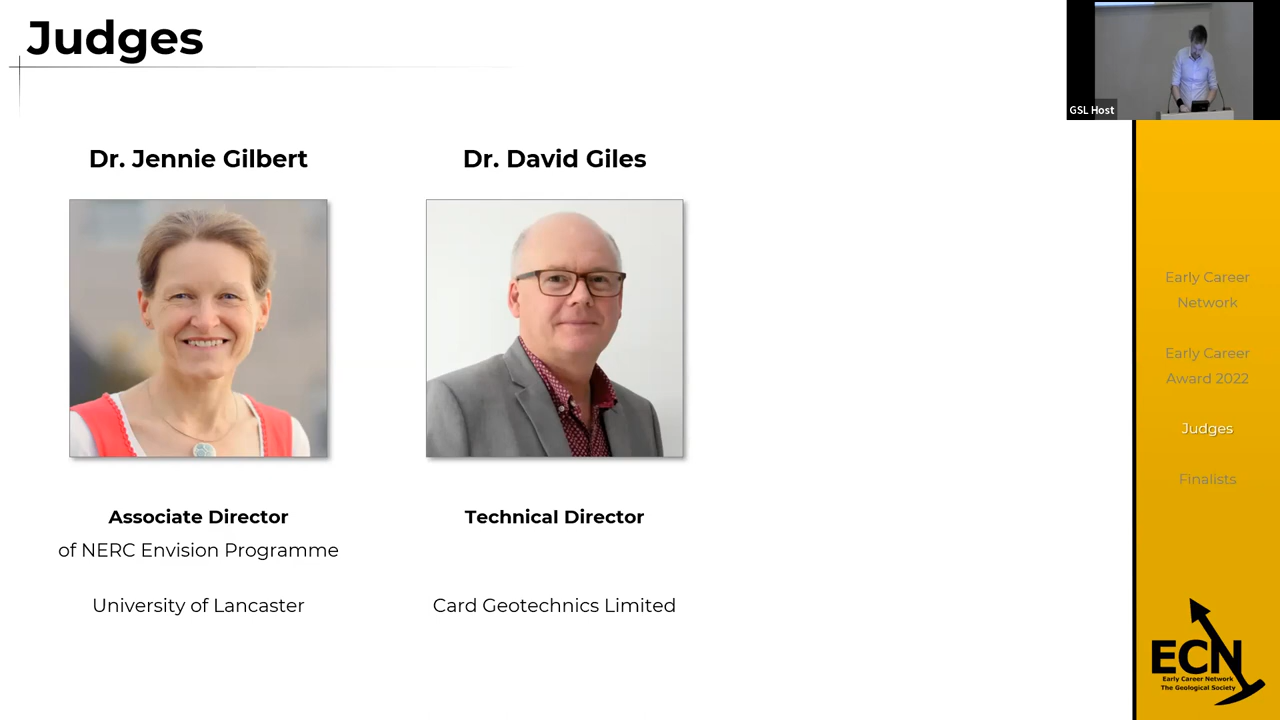 Judges
GSL Host
Dr. Jennie Gilbert
Dr. David Giles
Associate Director
of NERC Envision Programme
University of Lancaster
Technical Director
Card Geotechnics Limited
Early Career
Network
Early Career
Award 2022
Judges
Finalists
ECN
Early Career Network
The Geological Society